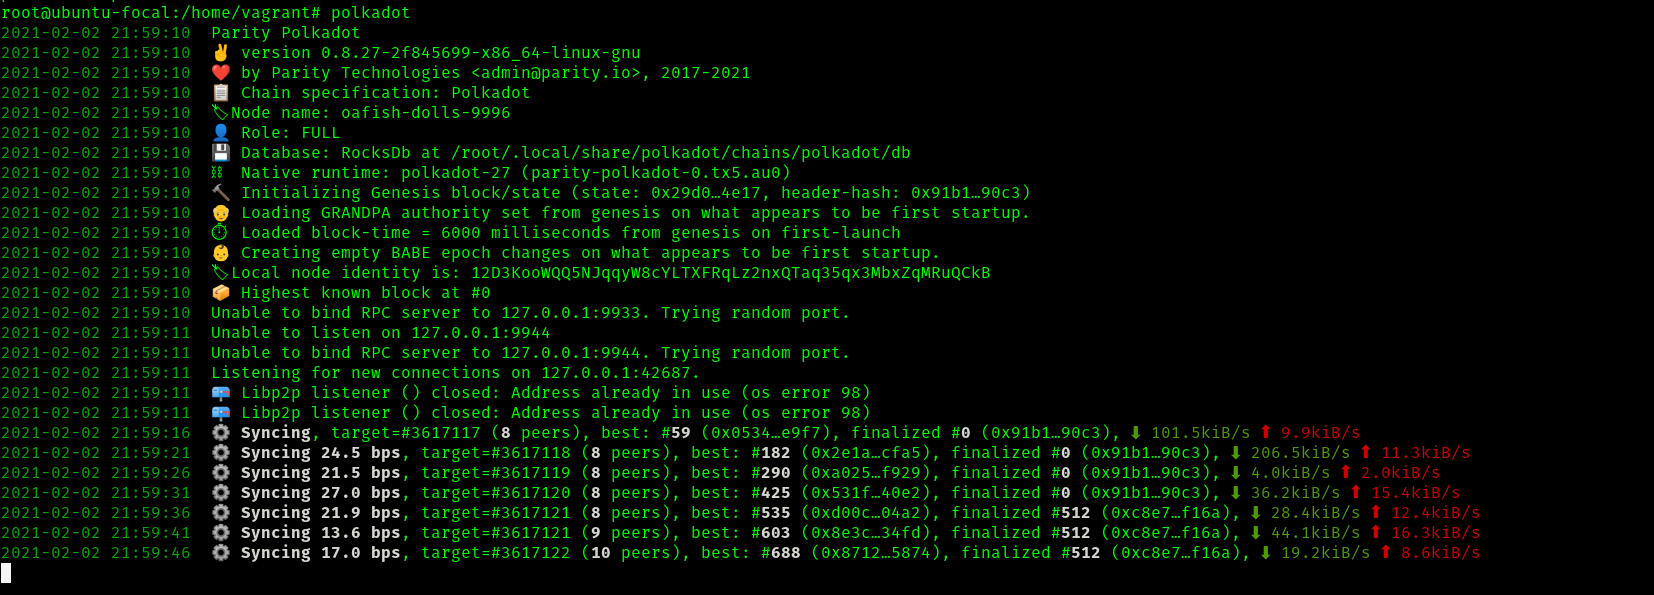 root@ubuntu-focal:/home/vagrant# polkadot
2021-02-02 21:59:10 Parity Polkadot
2021-02-02 21:59:10 ✌️ version 0.8.27-2f845699-x86_64-linux-gnu
2021-02-02 21:59:10 ❤️ by Parity Technologies <admin@parity.io>, 2017-2021
2021-02-02 21:59:10 📋 Chain specification: Polkadot
2021-02-02 21:59:10 🏷 Node name: oafish-dolls-9996
2021-02-02 21:59:10 👤 Role: FULL
2021-02-02 21:59:10 💾 Database: RocksDb at /root/.local/share/polkadot/chains/polkadot/db
2021-02-02 21:59:10 ⛓ Native runtime: polkadot-27 (parity-polkadot-0.tx5.au0)
2021-02-02 21:59:10 🔨 Initializing Genesis block/state (state: 0x29d0…4e17, header-hash: 0x91b1…90c3)
2021-02-02 21:59:10 👴 Loading GRANDPA authority set from genesis on what appears to be first startup.
2021-02-02 21:59:10 ⏱ Loaded block-time = 6000 milliseconds from genesis on first-launch
2021-02-02 21:59:10 👶 Creating empty BABE epoch changes on what appears to be first startup.
2021-02-02 21:59:10 🏷 Local node identity is: 12D3KooWQQ5NJqqyW8cYLTXFRqLz2nxQTaq35qx3MbxZqMRuQCkB
2021-02-02 21:59:10 📦 Highest known block at #0
2021-02-02 21:59:10 Unable to bind RPC server to 127.0.0.1:9933. Trying random port.
2021-02-02 21:59:11 Unable to listen on 127.0.0.1:9944
2021-02-02 21:59:11 Unable to bind RPC server to 127.0.0.1:9944. Trying random port.
2021-02-02 21:59:11 Listening for new connections on 127.0.0.1:42687.
2021-02-02 21:59:11 📪 Libp2p listener () closed: Address already in use (os error 98)
2021-02-02 21:59:11 📪 Libp2p listener () closed: Address already in use (os error 98)
2021-02-02 21:59:16 ⚙️ Syncing, target=#3617117 (8 peers), best: #59 (0x0534…e9f7), finalized #0 (0x91b1…90c3), ⬇ 101.5kiB/s ⬆ 9.9kiB/s
2021-02-02 21:59:21 ⚙️ Syncing 24.5 bps, target=#3617118 (8 peers), best: #182 (0x2e1a…cfa5), finalized #0 (0x91b1…90c3), ⬇ 206.5kiB/s ⬆ 11.3kiB/s
2021-02-02 21:59:26 ⚙️ Syncing 21.5 bps, target=#3617119 (8 peers), best: #290 (0xa025…f929), finalized #0 (0x91b1…90c3), ⬇ 4.0kiB/s ⬆ 2.0kiB/s
2021-02-02 21:59:31 ⚙️ Syncing 27.0 bps, target=#3617120 (8 peers), best: #425 (0x531f…40e2), finalized #0 (0x91b1…90c3), ⬇ 36.2kiB/s ⬆ 15.4kiB/s
2021-02-02 21:59:36 ⚙️ Syncing 21.9 bps, target=#3617121 (8 peers), best: #535 (0xd00c…04a2), finalized #512 (0xc8e7…f16a), ⬇ 28.4kiB/s ⬆ 12.4kiB/s
2021-02-02 21:59:41 ⚙️ Syncing 13.6 bps, target=#3617121 (9 peers), best: #603 (0x8e3c…34fd), finalized #512 (0xc8e7…f16a), ⬇ 44.1kiB/s ⬆ 16.3kiB/s
2021-02-02 21:59:46 ⚙️ Syncing 17.0 bps, target=#3617122 (10 peers), best: #688 (0x8712…5874), finalized #512 (0xc8e7…f16a), ⬇ 19.2kiB/s ⬆ 8.6kiB/s